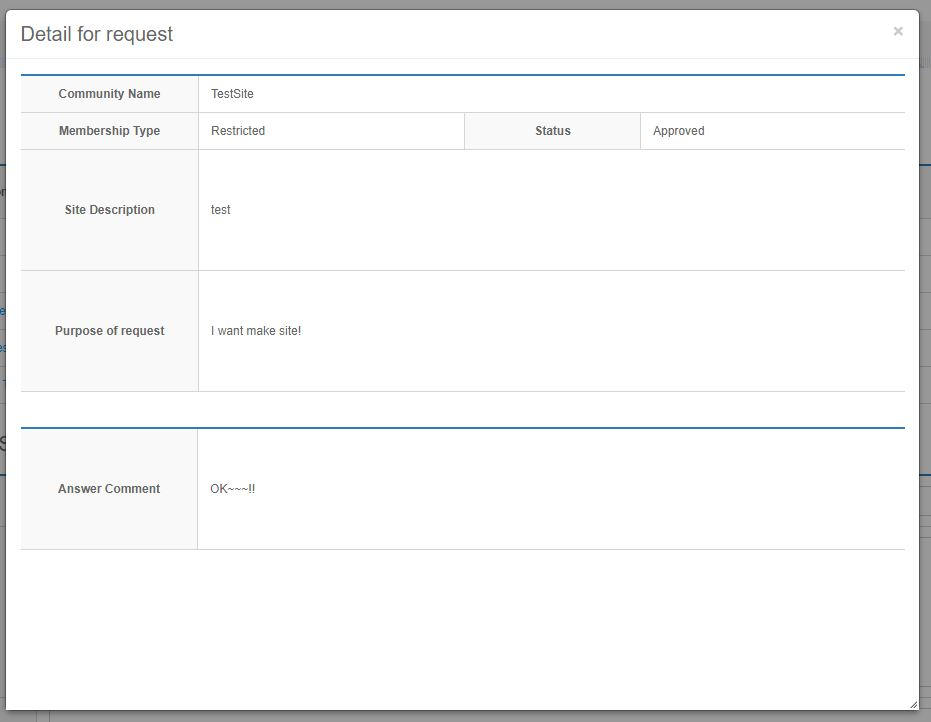 Detail for request
×
Community Name TestSite
Membership Type Restricted Status Approved
Site Description test
Purpose of request I want make site!
Answer Comment OK~~~!!